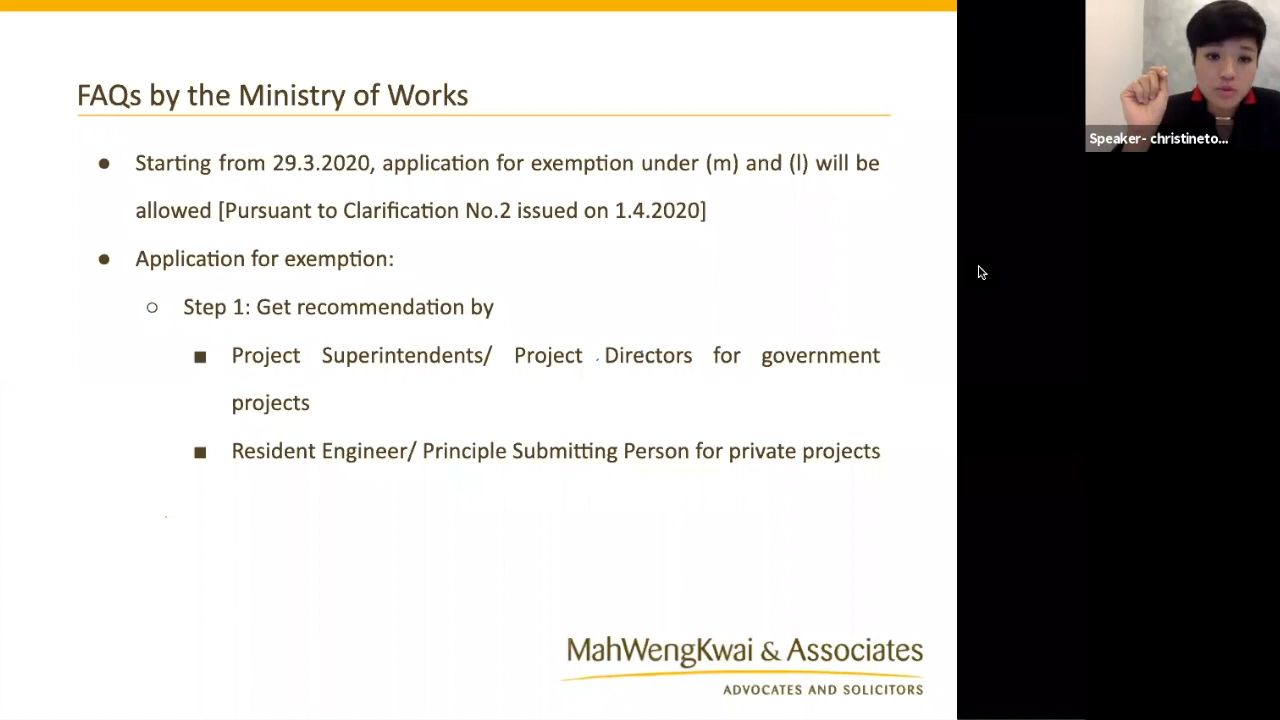 FAQs by the Ministry of Works
● Starting from 29.3.2020, application for exemption under (m) and (l) will be
allowed [Pursuant to Clarification No.2 issued on 1.4.2020]
● Application for exemption:
○ Step 1: Get recommendation by
■ Project Superintendents/ Project Directors for government
projects
■ Resident Engineer/ Principle Submitting Person for private projects
MahWengKwai & Associates
ADVOCATES AND SOLICITORS
Speaker- christineto...